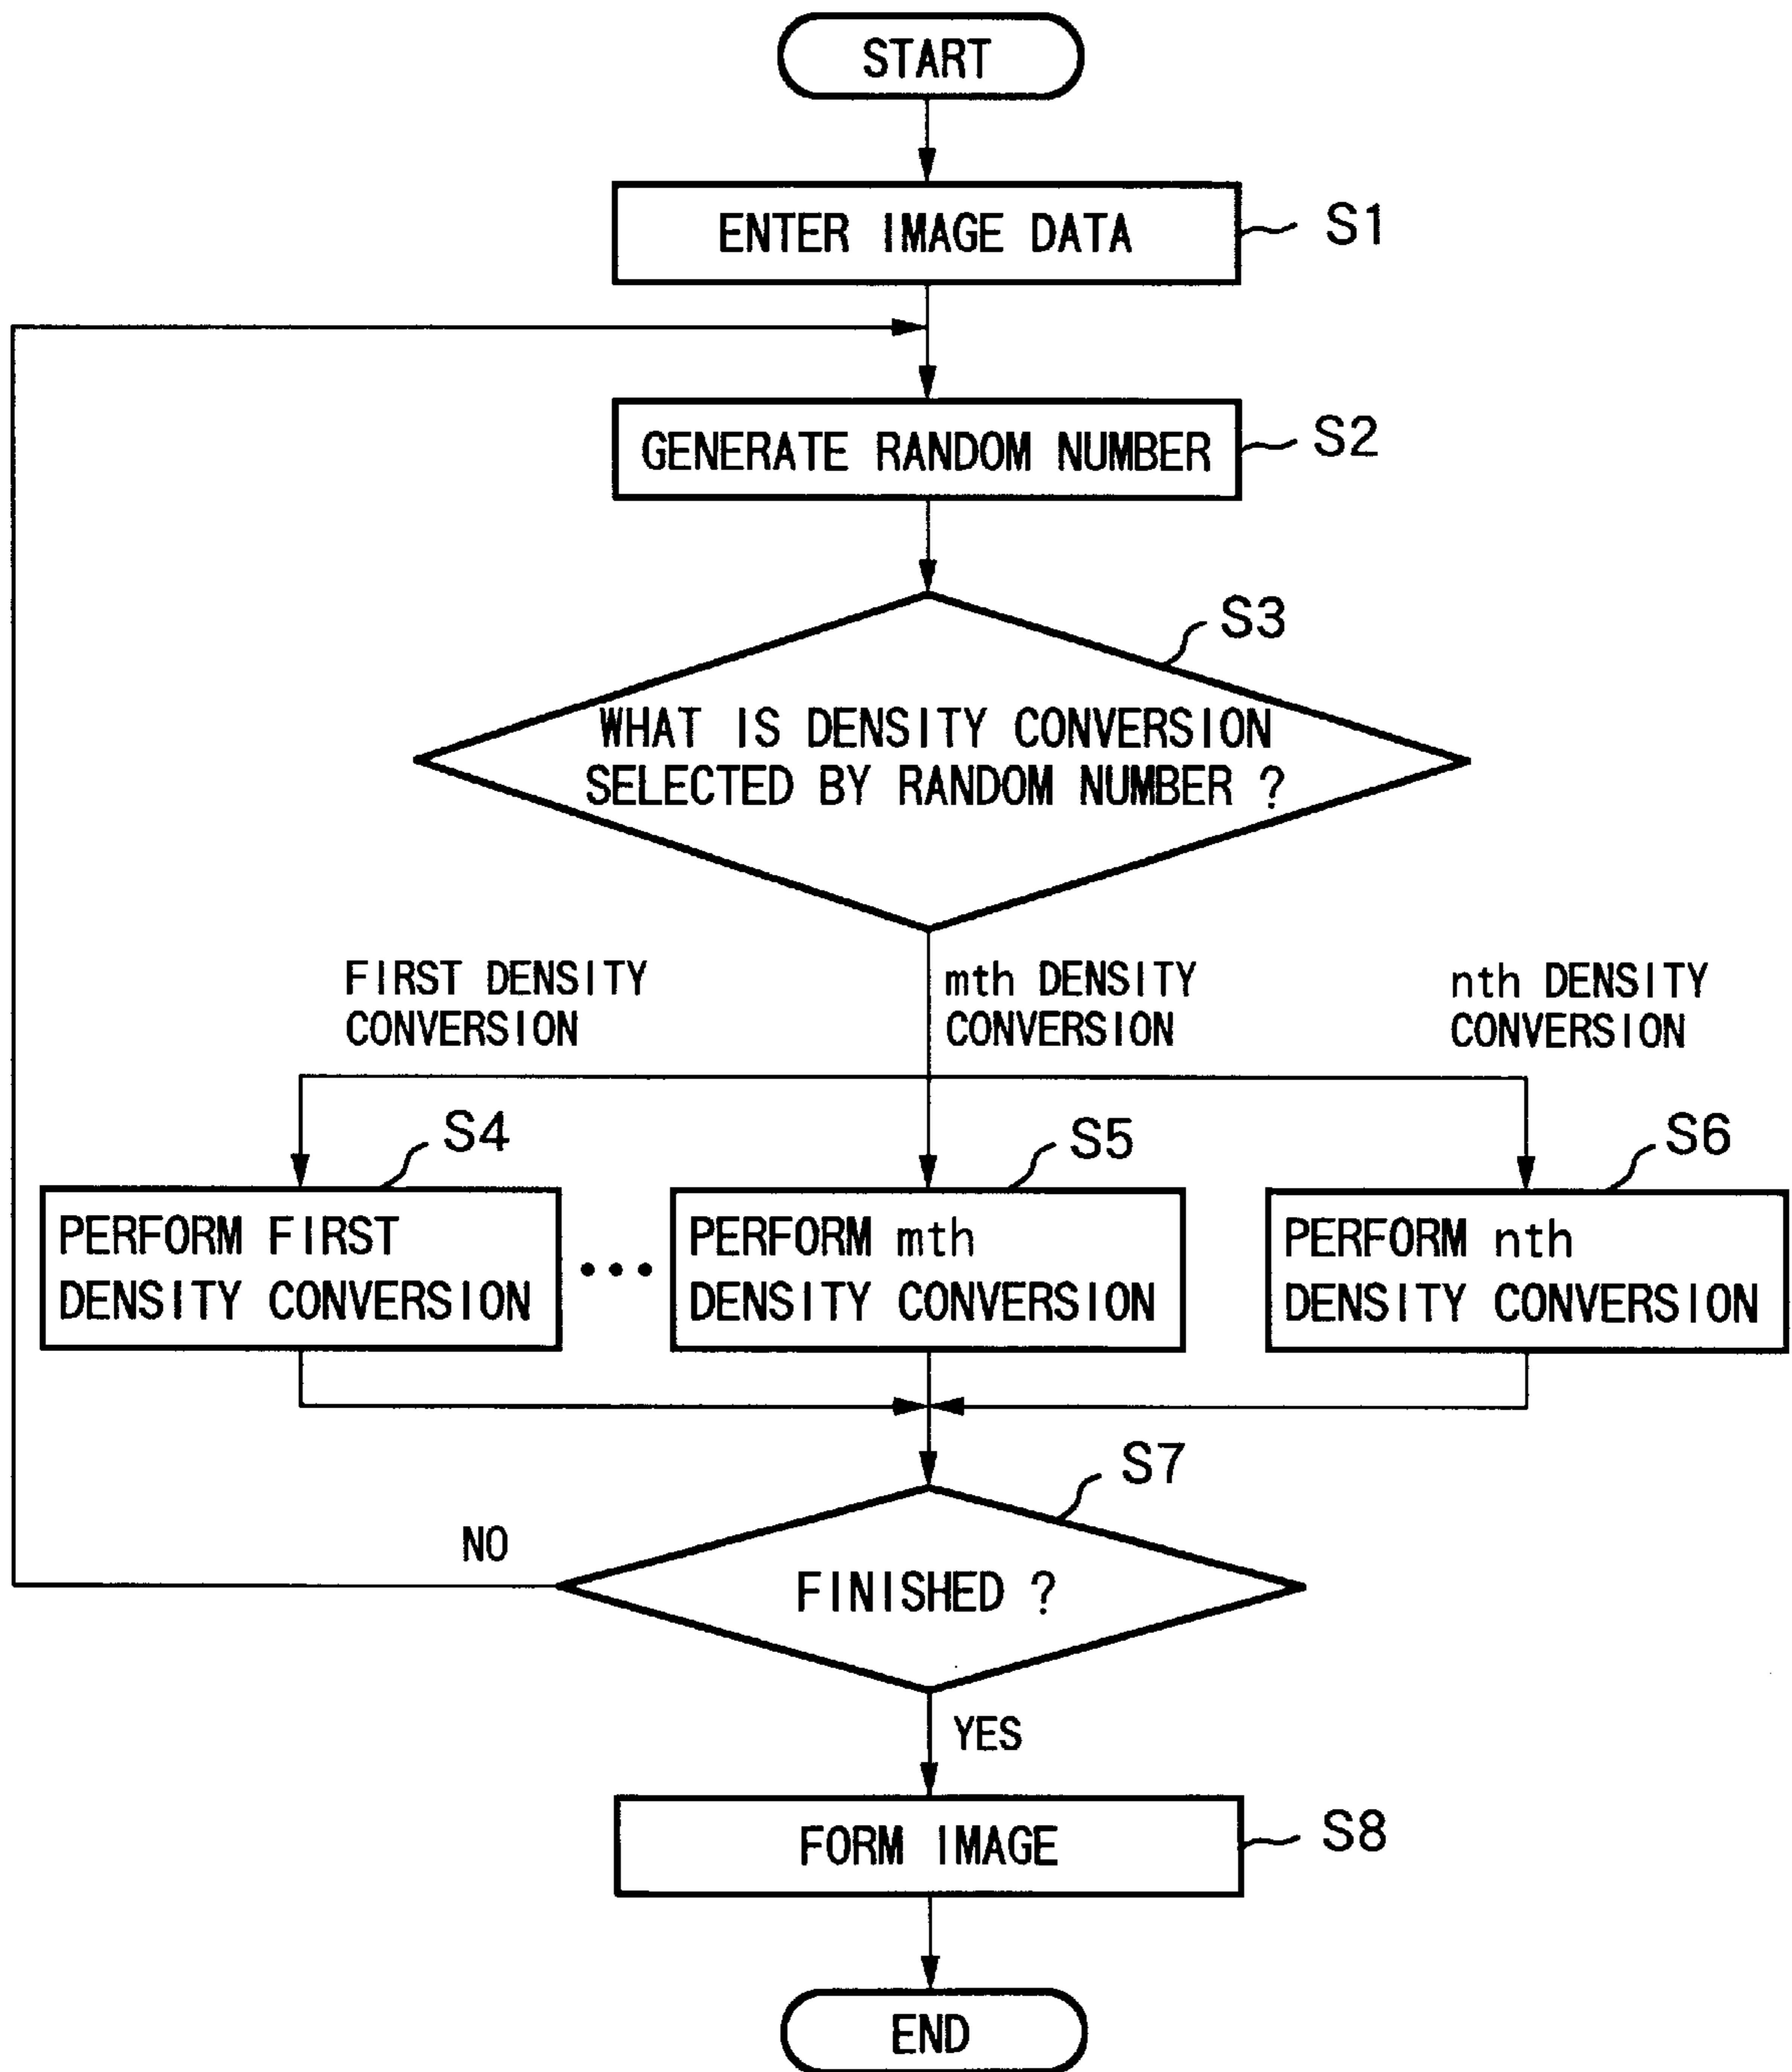 START
ENTER IMAGE DATA
S1
GENERATE RANDOM NUMBER
S2
S3
WHAT IS DENSITY CONVERSION
SELECTED BY RANDOM NUMBER ?
FIRST DENSITY
CONVERSION
mth DENSITY
CONVERSION
nth DENSITY
CONVERSION
S4
S5
S6
PERFORM FIRST
DENSITY CONVERSION
•••
PERFORM mth
DENSITY CONVERSION
PERFORM nth
DENSITY CONVERSION
S7
NO
FINISHED ?
YES
FORM IMAGE
S8
END